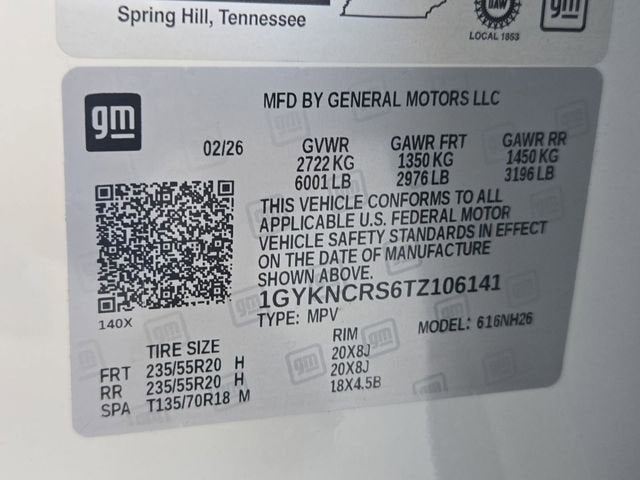 Spring Hill, Tennessee
UAW
LOCAL 1853
gm
gm
MFD BY GENERAL MOTORS LLC
02/26 GVWR GAWR FRT GAWR RR
2722 KG 1350 KG 1450 KG
6001 LB 2976 LB 3196 LB
THIS VEHICLE CONFORMS TO ALL
APPLICABLE U.S. FEDERAL MOTOR
VEHICLE SAFETY STANDARDS IN EFFECT
ON THE DATE OF MANUFACTURE
SHOWN ABOVE.
1GYKNCRS6TZ106141
140X
TYPE: MPV MODEL: 616NH26
TIRE SIZE RIM
FRT 235/55R20 H 20X8J
RR 235/55R20 H 20X8J
SPA T135/70R18 M 18X4.5B